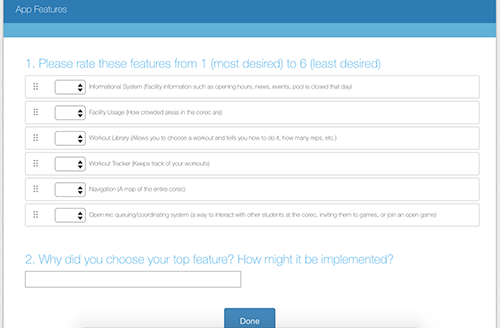 App Features
1. Please rate these features from 1 (most desired) to 6 (least desired)
Informational System (Facility information such as opening hours, news, events, pool is closed that day)
Facility Usage (How crowded areas in the corec are)
Workout Library (Allows you to choose a workout and tells you how to do it, how many reps, etc.)
Workout Tracker (Keeps track of your workouts)
Navigation (A map of the entire corec)
Open rec queuing/coordinating system (a way to interact with other students at the corec, inviting them to games, or join an open game)
2. Why did you choose your top feature? How might it be implemented?
Done